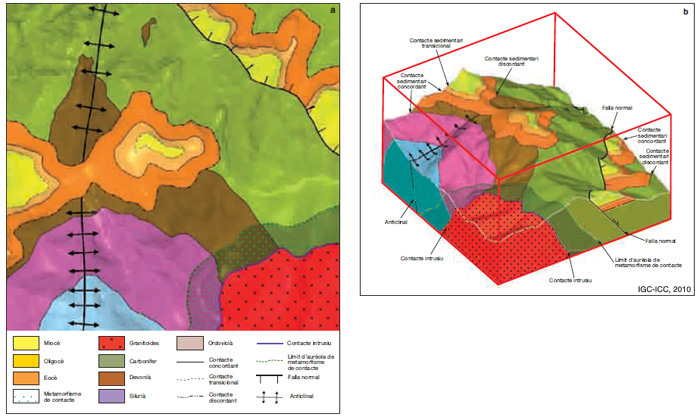 a
Miocè
Oligocè
Eocè
Metamorfisme
de contacte
Granitoides
Carbonífer
Devonià
Silurià
Ordovicià
Contacte
concordant
Contacte
transicional
Contacte
discordant
Contacte intrusiu
Límit d'aurèola de
metamorfisme
de contacte
Falla normal
Anticlinal
b
Contacte sedimentari
transicional
Contacte sedimentari
discordant
Contacte
sedimentari
concordant
Falla normal
Contacte
sedimentari
concordant
Contacte
sedimentari
discordant
Anticlinal
Contacte intrusiu
Falla normal
Límit d'aurèola de
metamorfisme de contacte
Contacte intrusiu
IGC-ICC, 2010